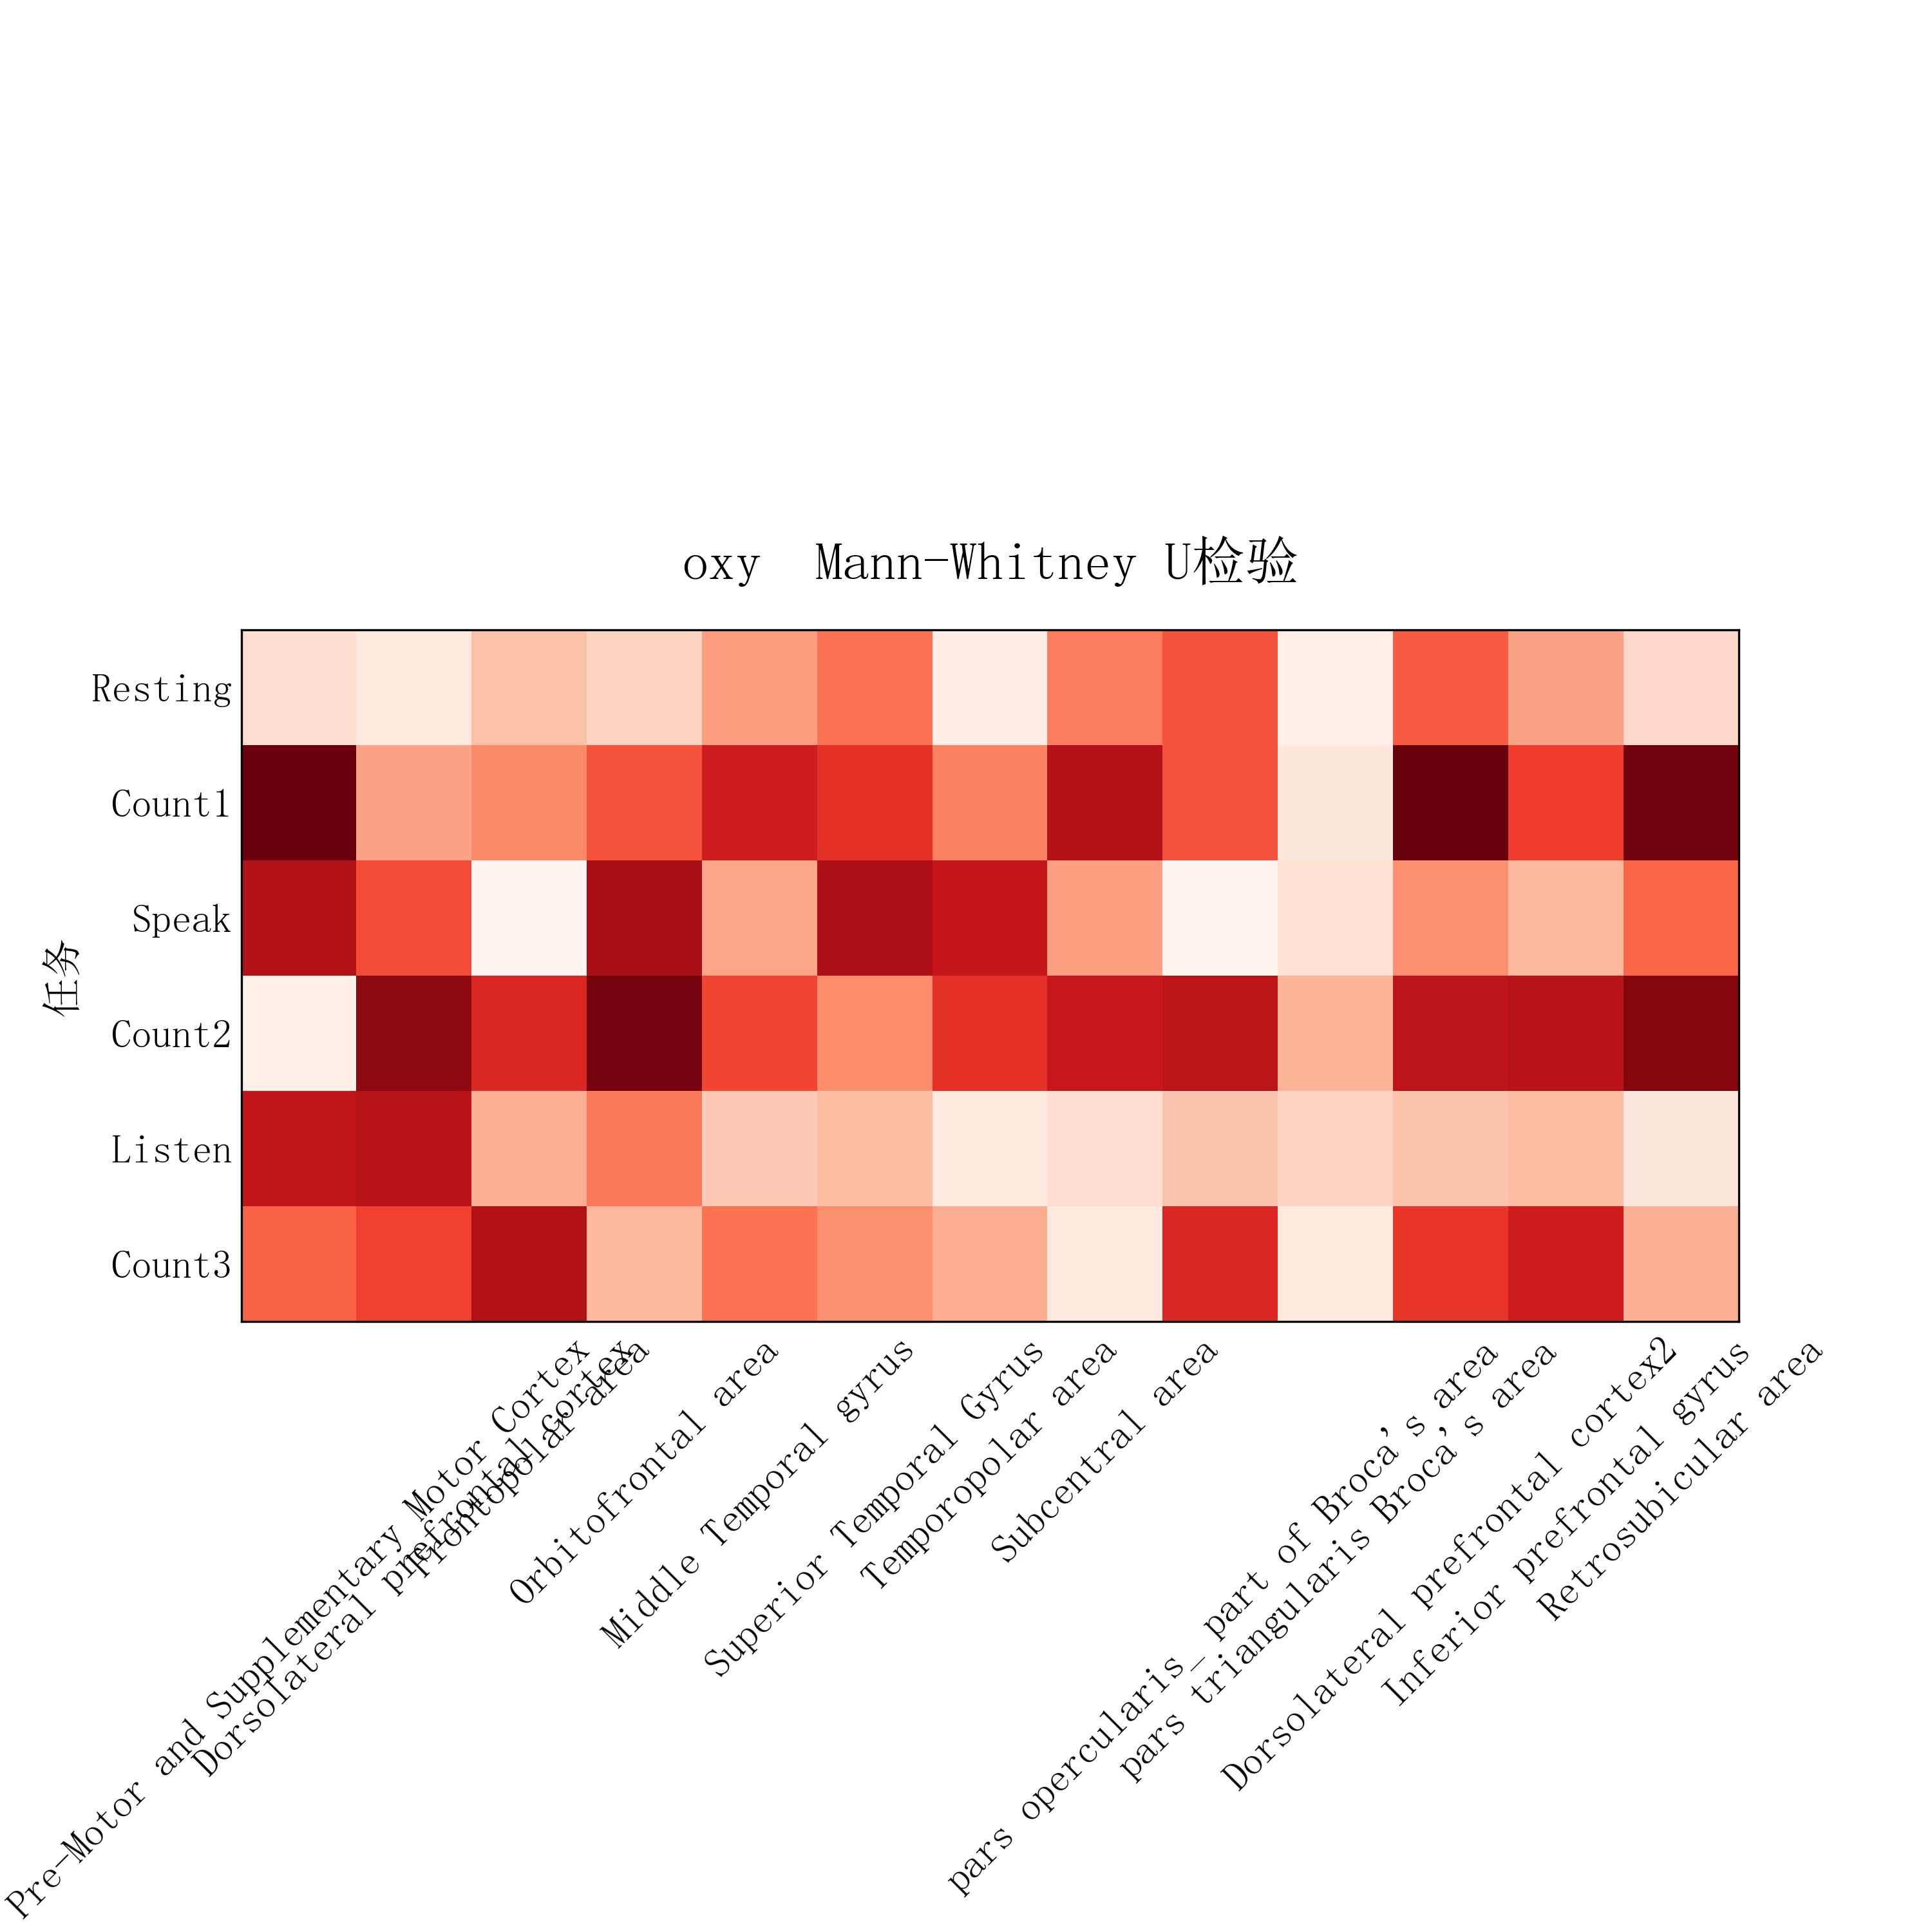 oxy  Mann-Whitney U检验
任务
Resting
Count1
Speak
Count2
Listen
Count3
Pre-Motor and Supplementary Motor Cortex
Dorsolateral prefrontal cortex
Frontopolar area
Orbitofrontal area
Middle Temporal gyrus
Superior Temporal Gyrus
Temporopolar area
Subcentral area
pars opercularis_ part of Broca's area
pars triangularis Broca's area
Dorsolateral prefrontal cortex2
Inferior prefrontal gyrus
Retrosubicular area